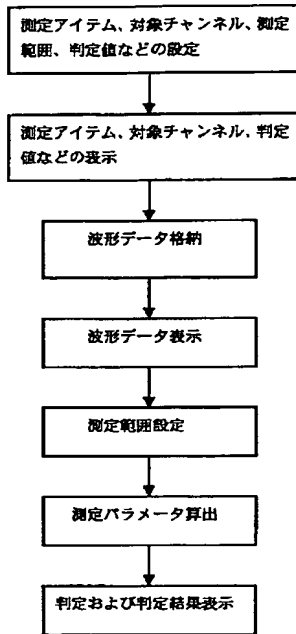 測定アイテム、対象チャンネル、測定
範囲、判定値などの設定
測定アイテム、対象チャンネル、判定
値などの表示
波形データ格納
波形データ表示
測定範囲設定
測定パラメータ算出
判定および判定結果表示